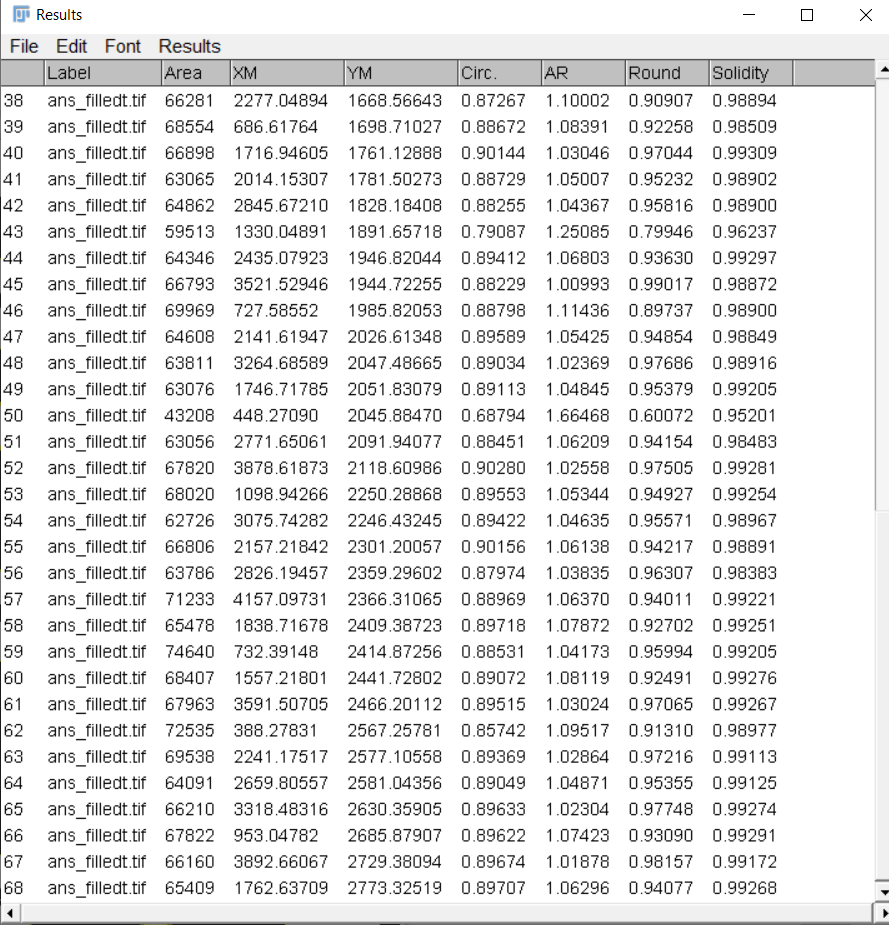 Results
File Edit Font Results
Label Area XM YM Circ. AR Round Solidity
38 ans_filledt.tif 66281 2277.04894 1668.56643 0.87267 1.10002 0.90907 0.98894
39 ans_filledt.tif 68554 686.61764 1698.71027 0.88672 1.08391 0.92258 0.98509
40 ans_filledt.tif 66898 1716.94605 1761.12888 0.90144 1.03046 0.97044 0.99309
41 ans_filledt.tif 63065 2014.15307 1781.50273 0.88729 1.05007 0.95232 0.98902
42 ans_filledt.tif 64862 2845.67210 1828.18408 0.88255 1.04367 0.95816 0.98900
43 ans_filledt.tif 59513 1330.04891 1891.65718 0.79087 1.25085 0.79946 0.96237
44 ans_filledt.tif 64346 2435.07923 1946.82044 0.89412 1.06803 0.93630 0.99297
45 ans_filledt.tif 66793 3521.52946 1944.72255 0.88229 1.00993 0.99017 0.98872
46 ans_filledt.tif 69969 727.58552 1985.82053 0.88798 1.11436 0.89737 0.98900
47 ans_filledt.tif 64608 2141.61947 2026.61348 0.89589 1.05425 0.94854 0.98849
48 ans_filledt.tif 63811 3264.68589 2047.48665 0.89034 1.02369 0.97686 0.98916
49 ans_filledt.tif 63076 1746.71785 2051.83079 0.89113 1.04845 0.95379 0.99205
50 ans_filledt.tif 43208 448.27090 2045.88470 0.68794 1.66468 0.60072 0.95201
51 ans_filledt.tif 63056 2771.65061 2091.94077 0.88451 1.06209 0.94154 0.98483
52 ans_filledt.tif 67820 3878.61873 2118.60986 0.90280 1.02558 0.97505 0.99281
53 ans_filledt.tif 68020 1098.94266 2250.28868 0.89553 1.05344 0.94927 0.99254
54 ans_filledt.tif 62726 3075.74282 2246.43245 0.89422 1.04635 0.95571 0.98967
55 ans_filledt.tif 66806 2157.21842 2301.20057 0.90156 1.06138 0.94217 0.98891
56 ans_filledt.tif 63786 2826.19457 2359.29602 0.87974 1.03835 0.96307 0.98383
57 ans_filledt.tif 71233 4157.09731 2366.31065 0.88969 1.06370 0.94011 0.99221
58 ans_filledt.tif 65478 1838.71678 2409.38723 0.89718 1.07872 0.92702 0.99251
59 ans_filledt.tif 74640 732.39148 2414.87256 0.88531 1.04173 0.95994 0.99205
60 ans_filledt.tif 68407 1557.21801 2441.72802 0.89072 1.08119 0.92491 0.99276
61 ans_filledt.tif 67963 3591.50705 2466.20112 0.89515 1.03024 0.97065 0.99267
62 ans_filledt.tif 72535 388.27831 2567.25781 0.85742 1.09517 0.91310 0.98977
63 ans_filledt.tif 69538 2241.17517 2577.10558 0.89369 1.02864 0.97216 0.99113
64 ans_filledt.tif 64091 2659.80557 2581.04356 0.89049 1.04871 0.95355 0.99125
65 ans_filledt.tif 66210 3318.48316 2630.35905 0.89633 1.02304 0.97748 0.99274
66 ans_filledt.tif 67822 953.04782 2685.87907 0.89622 1.07423 0.93090 0.99291
67 ans_filledt.tif 66160 3892.66067 2729.38094 0.89674 1.01878 0.98157 0.99172
68 ans_filledt.tif 65409 1762.63709 2773.32519 0.89707 1.06296 0.94077 0.99268